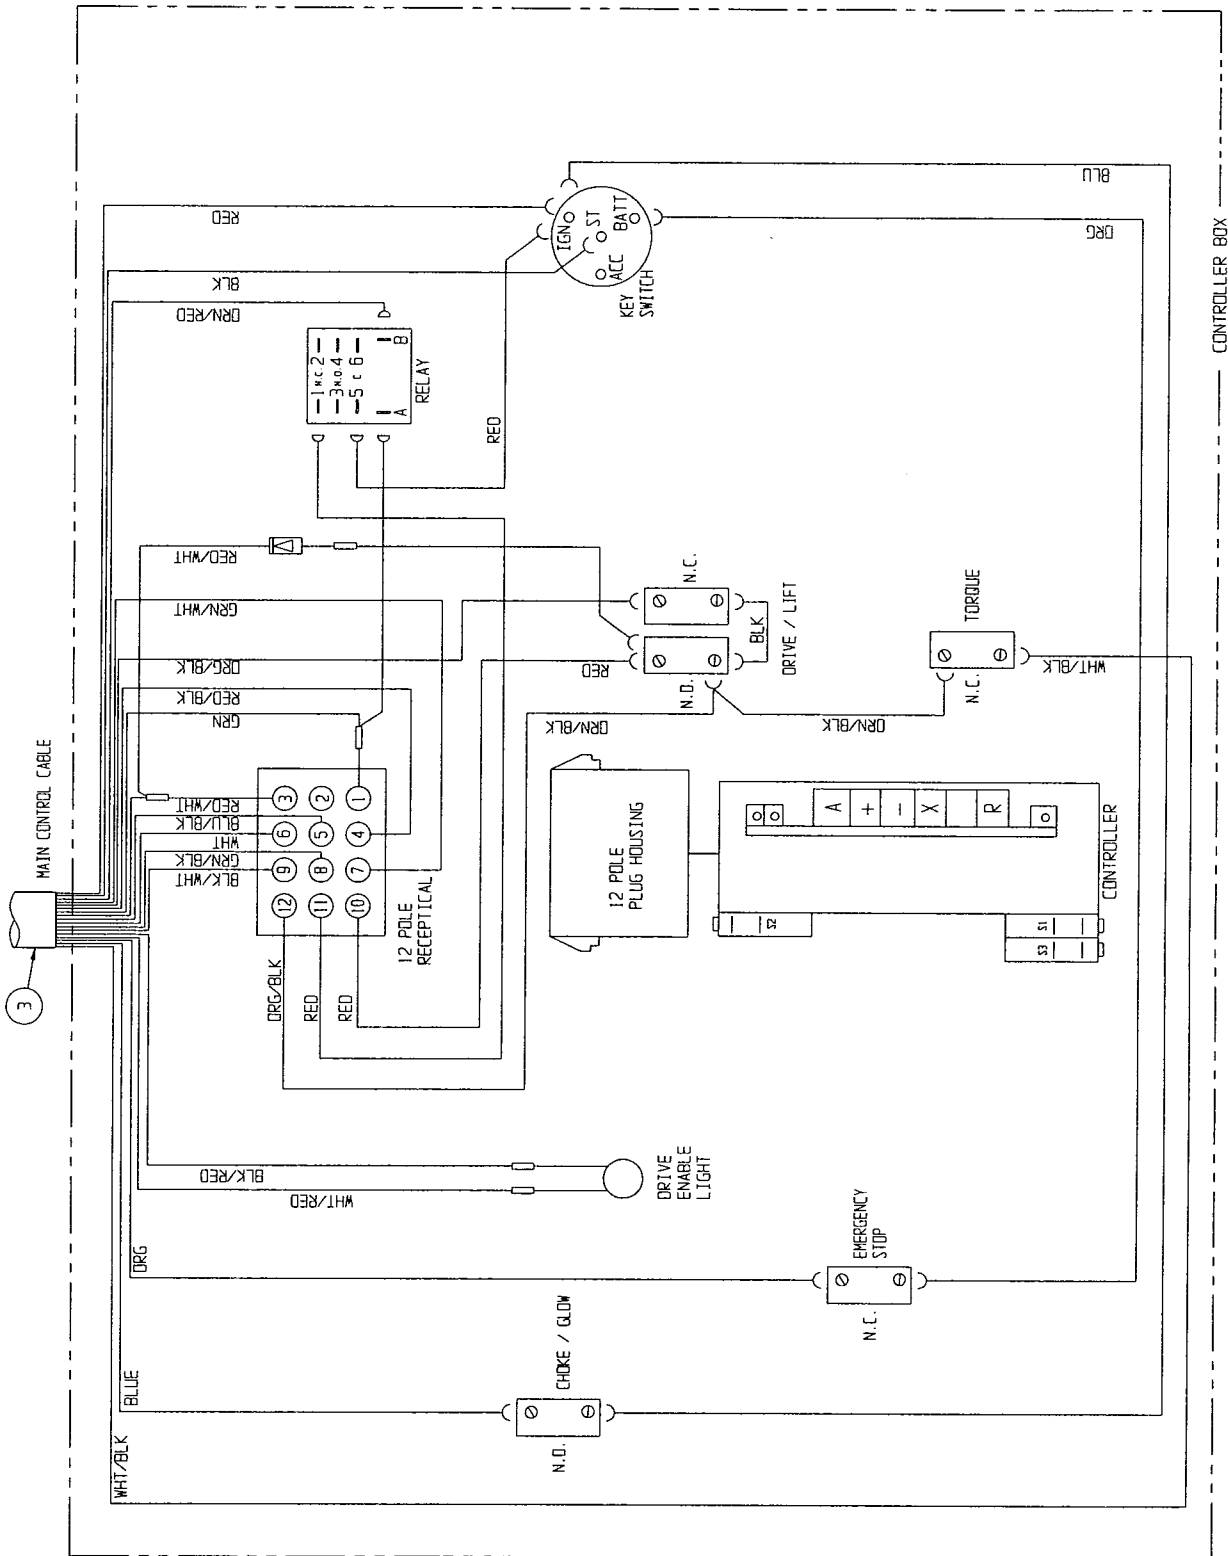 MAIN CONTROL CABLE
3
RED
BLK
ORN/RED
RED/WHT
GRN/WHT
ORG/BLK
RED/BLK
GRN
RED/WHT
BLU/BLK
WHT
GRN/BLK
BLK/WHT
BLK/RED
WHT/RED
ORG
BLUE
WHT/BLK
3
2
1
6
5
4
9
8
7
12
11
10
12 POLE
RECEPTICAL
ORG/BLK
RED
RED
1 N.C. 2
3 N.O. 4
5 C 6
A
B
RELAY
RED
IGN
ST
BATT
ACC
KEY
SWITCH
BLU
ORG
N.C.
N.O.
BLK
RED
DRIVE / LIFT
ORN/BLK
ORN/BLK
TORQUE
N.C.
WHT/BLK
12 POLE
PLUG HOUSING
A
+
-
X
R
S2
S1
S3
CONTROLLER
DRIVE
ENABLE
LIGHT
EMERGENCY
STOP
N.C.
CHOKE / GLOW
N.O.
CONTROLLER BOX